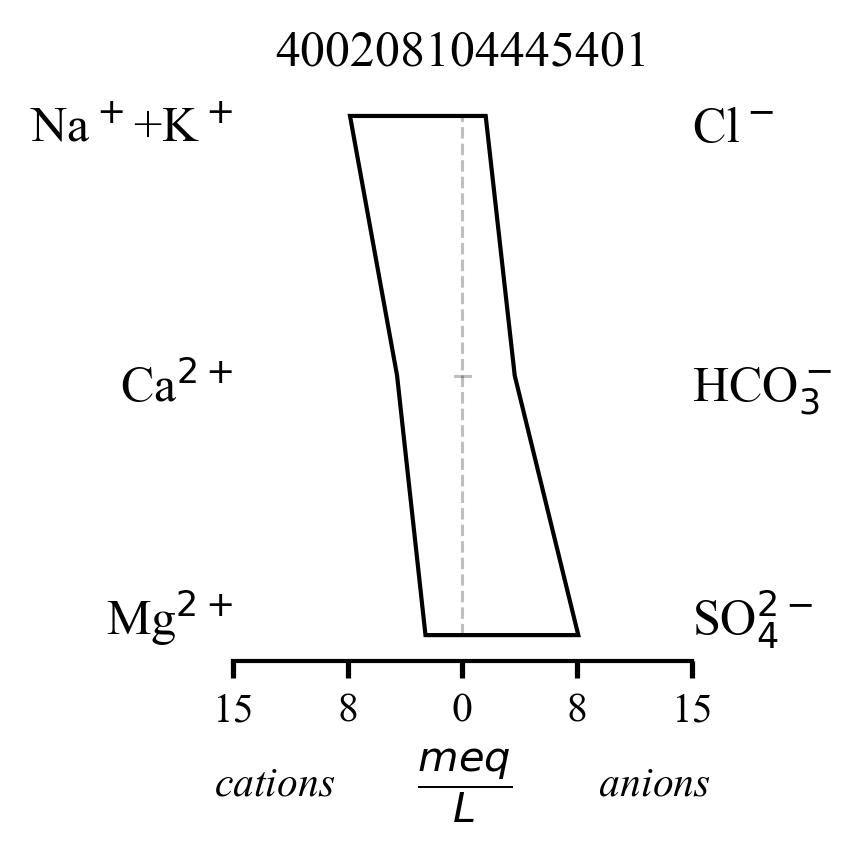 400208104445401
Na⁺+K⁺ Cl⁻
Ca²⁺ HCO₃⁻
Mg²⁺ SO₄²⁻
15 8 0 8 15
cations meq/L anions